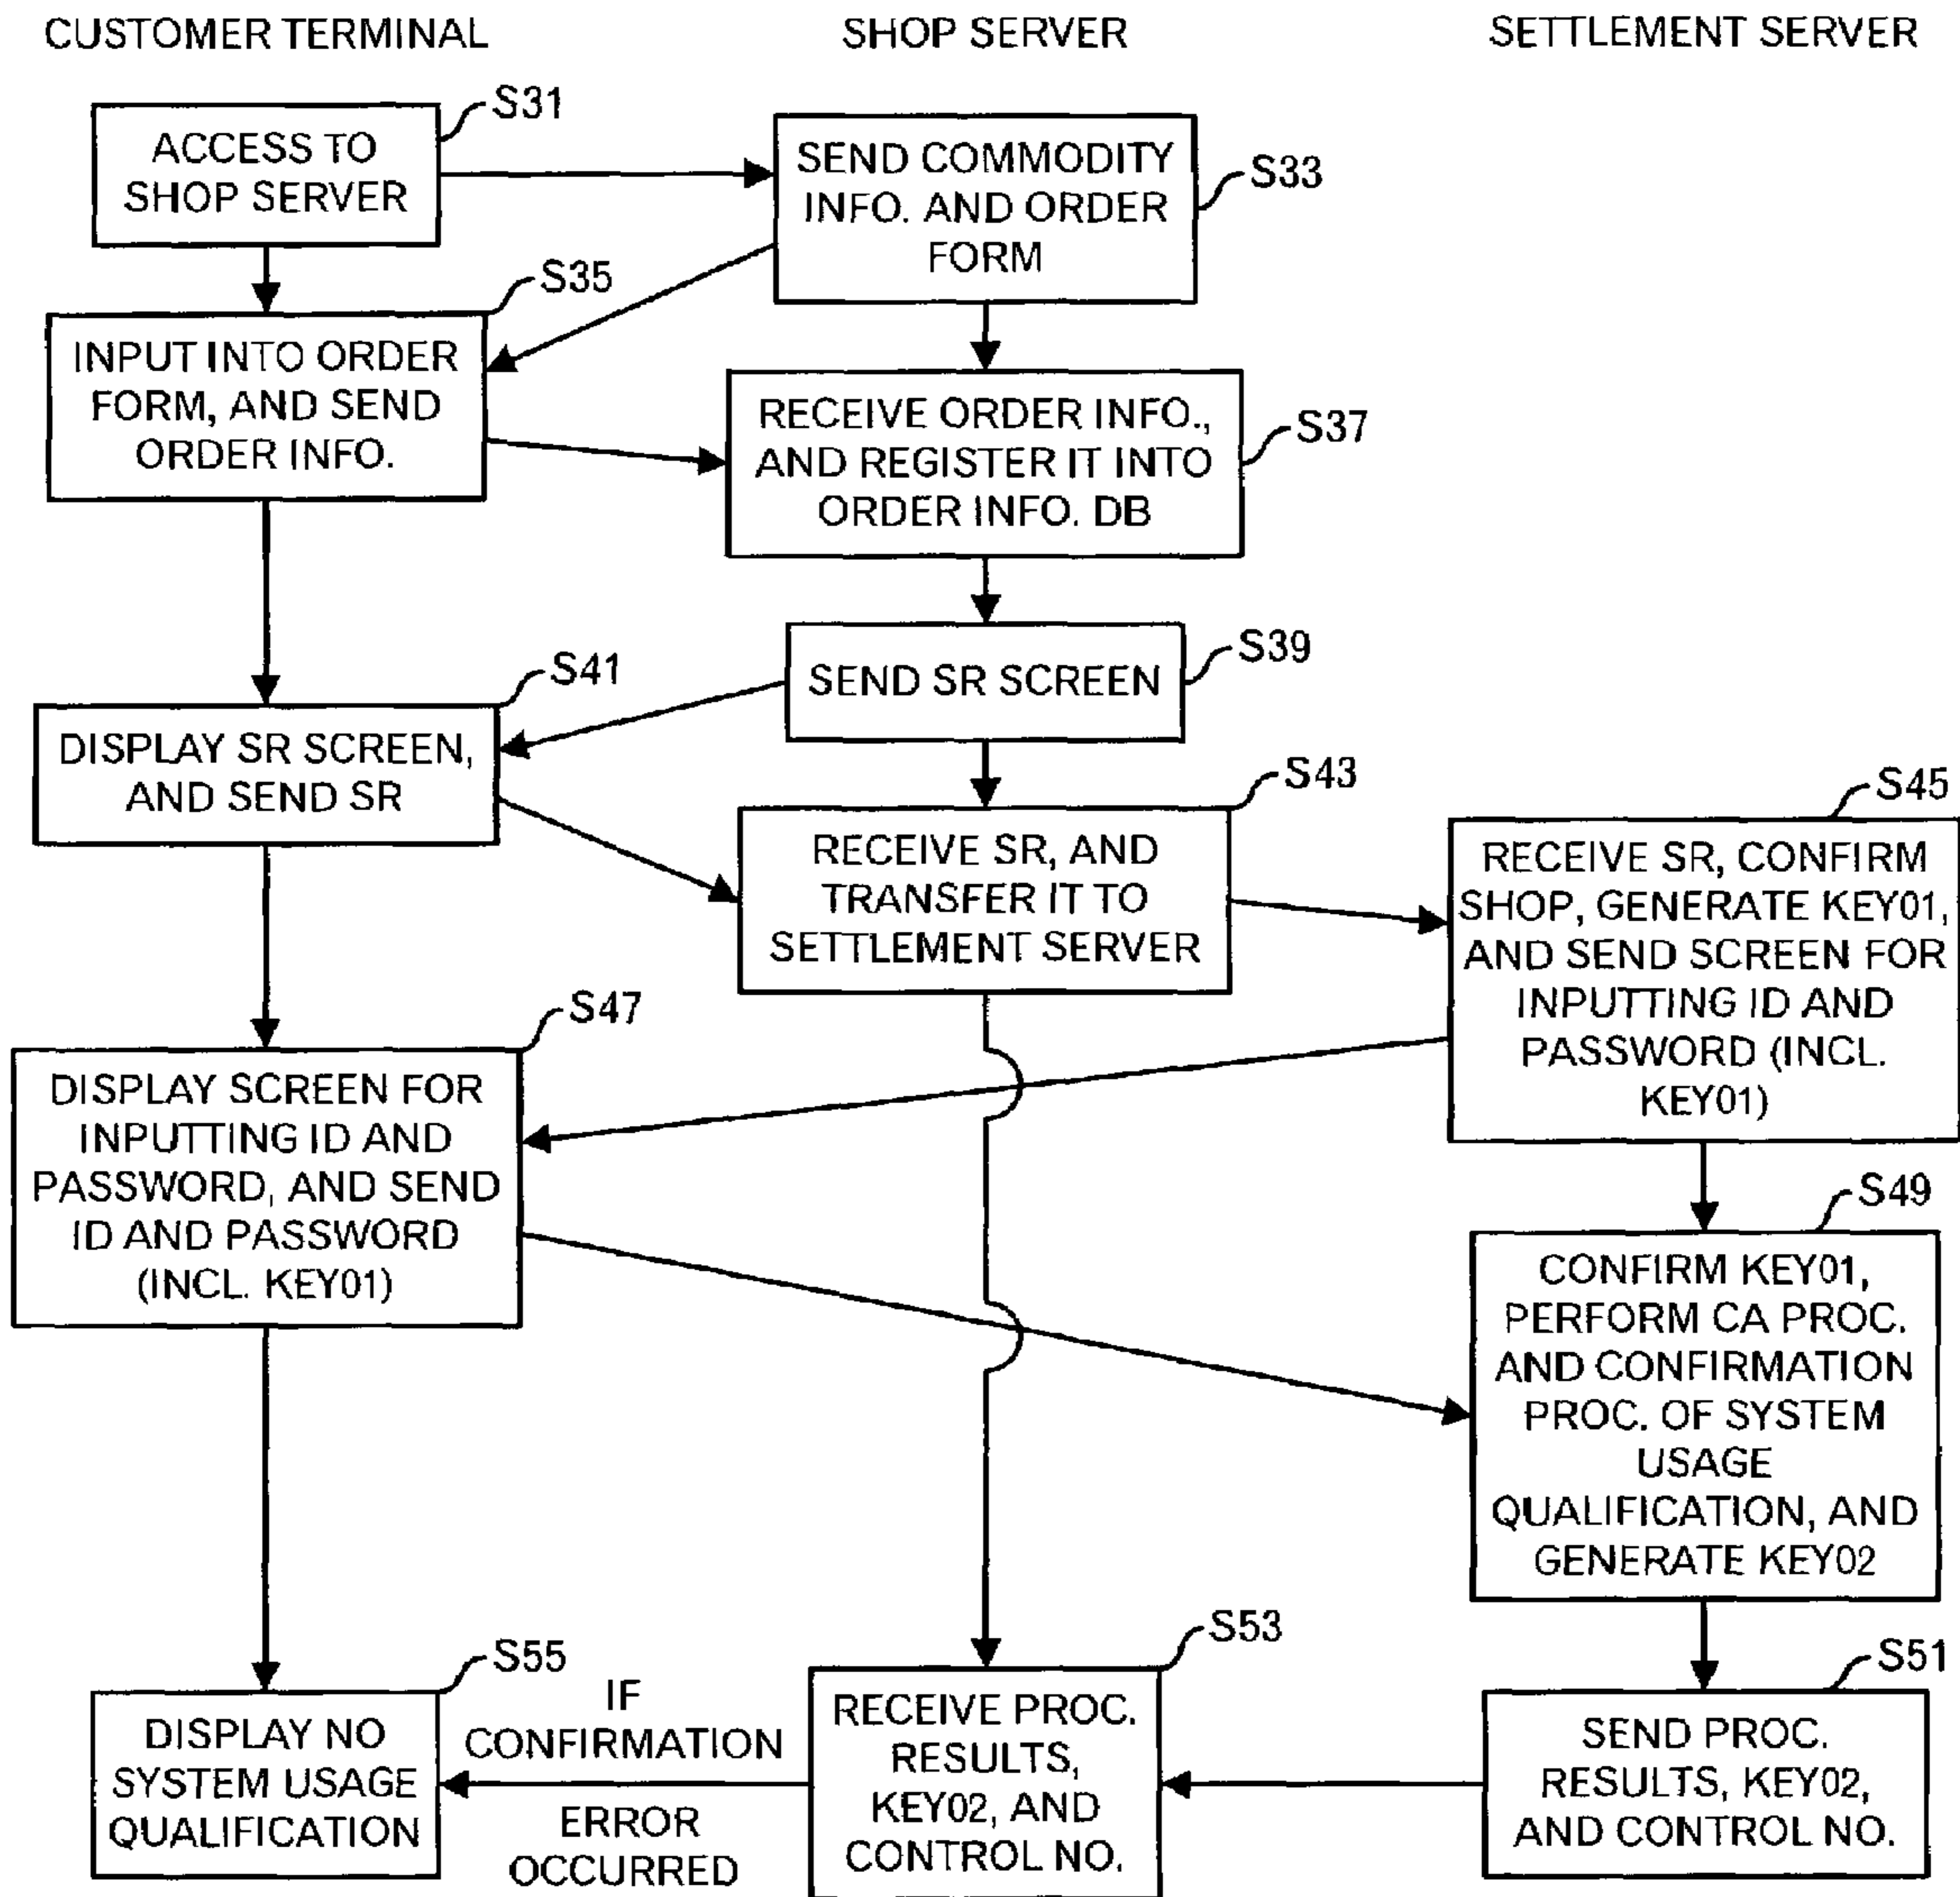 CUSTOMER TERMINAL
SHOP SERVER
SETTLEMENT SERVER
S31
ACCESS TO
SHOP SERVER
S33
SEND COMMODITY
INFO. AND ORDER
FORM
S35
INPUT INTO ORDER
FORM, AND SEND
ORDER INFO.
S37
RECEIVE ORDER INFO.,
AND REGISTER IT INTO
ORDER INFO. DB
S39
SEND SR SCREEN
S41
DISPLAY SR SCREEN,
AND SEND SR
S43
RECEIVE SR, AND
TRANSFER IT TO
SETTLEMENT SERVER
S45
RECEIVE SR, CONFIRM
SHOP, GENERATE KEY01,
AND SEND SCREEN FOR
INPUTTING ID AND
PASSWORD (INCL.
KEY01)
S47
DISPLAY SCREEN FOR
INPUTTING ID AND
PASSWORD, AND SEND
ID AND PASSWORD
(INCL. KEY01)
S49
CONFIRM KEY01,
PERFORM CA PROC.
AND CONFIRMATION
PROC. OF SYSTEM
USAGE
QUALIFICATION, AND
GENERATE KEY02
S51
SEND PROC.
RESULTS, KEY02,
AND CONTROL NO.
S53
RECEIVE PROC.
RESULTS,
KEY02, AND
CONTROL NO.
IF
CONFIRMATION
ERROR
OCCURRED
S55
DISPLAY NO
SYSTEM USAGE
QUALIFICATION